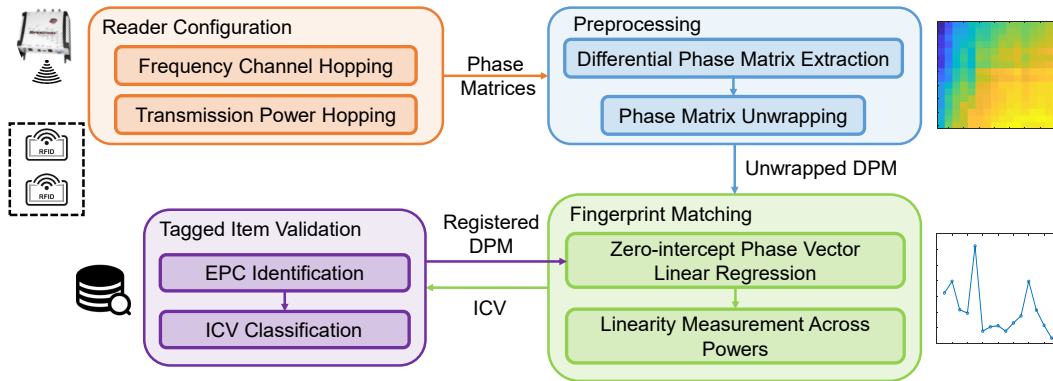 Reader Configuration
Frequency Channel Hopping
Transmission Power Hopping
Phase
Matrices
Preprocessing
Differential Phase Matrix Extraction
Phase Matrix Unwrapping
RFID
RFID
Unwrapped DPM
Tagged Item Validation
EPC Identification
ICV Classification
Registered
DPM
ICV
Fingerprint Matching
Zero-intercept Phase Vector
Linear Regression
Linearity Measurement Across
Powers